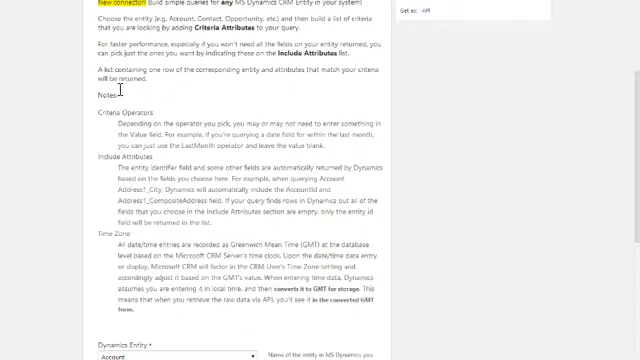 New connector! Build simple queries for any MS Dynamics CRM Entity in your system!
Get as: API
Choose the entity (e.g. Account, Contact, Opportunity, etc.) and then build a list of criteria
that you are looking by adding Criteria Attributes to your query.
For faster performance, especially if you won't need all the fields on your entity returned, you
can pick just the ones you want by indicating these on the Include Attributes list.
A list containing one row of the corresponding entity and attributes that match your criteria
will be returned.
Notes:
Criteria Operators
Depending on the operator you pick, you may or may not need to enter something in
the Value field. For example, if you're querying a date field for within the last month,
you can just use the LastMonth operator and leave the value blank.
Include Attributes
The entity identifier field and some other fields are automatically returned by Dynamics
based on the fields you choose here. For example, when querying Account
Address1_City, Dynamics will automatically include the AccountId and
Address1_CompositeAddress field. If your query finds rows in Dynamics but all of the
fields that you choose in the Include Attributes section are empty, only the entity id
field will be returned in the list.
Time Zone
All date/time entries are recorded as Greenwich Mean Time (GMT) at the database
level based on the Microsoft CRM Server's time clock. Upon the date/time data entry
or display, Microsoft CRM will factor in the CRM User's Time Zone setting and
accordingly adjust it based on the GMT's value. When entering time data, Dynamics
assumes you are entering it in local time, and then converts it to GMT for storage. This
means that when you retrieve the raw data via API, you'll see it in the converted GMT
form.
Dynamics Entity *
Account
Name of the entity in MS Dynamics you